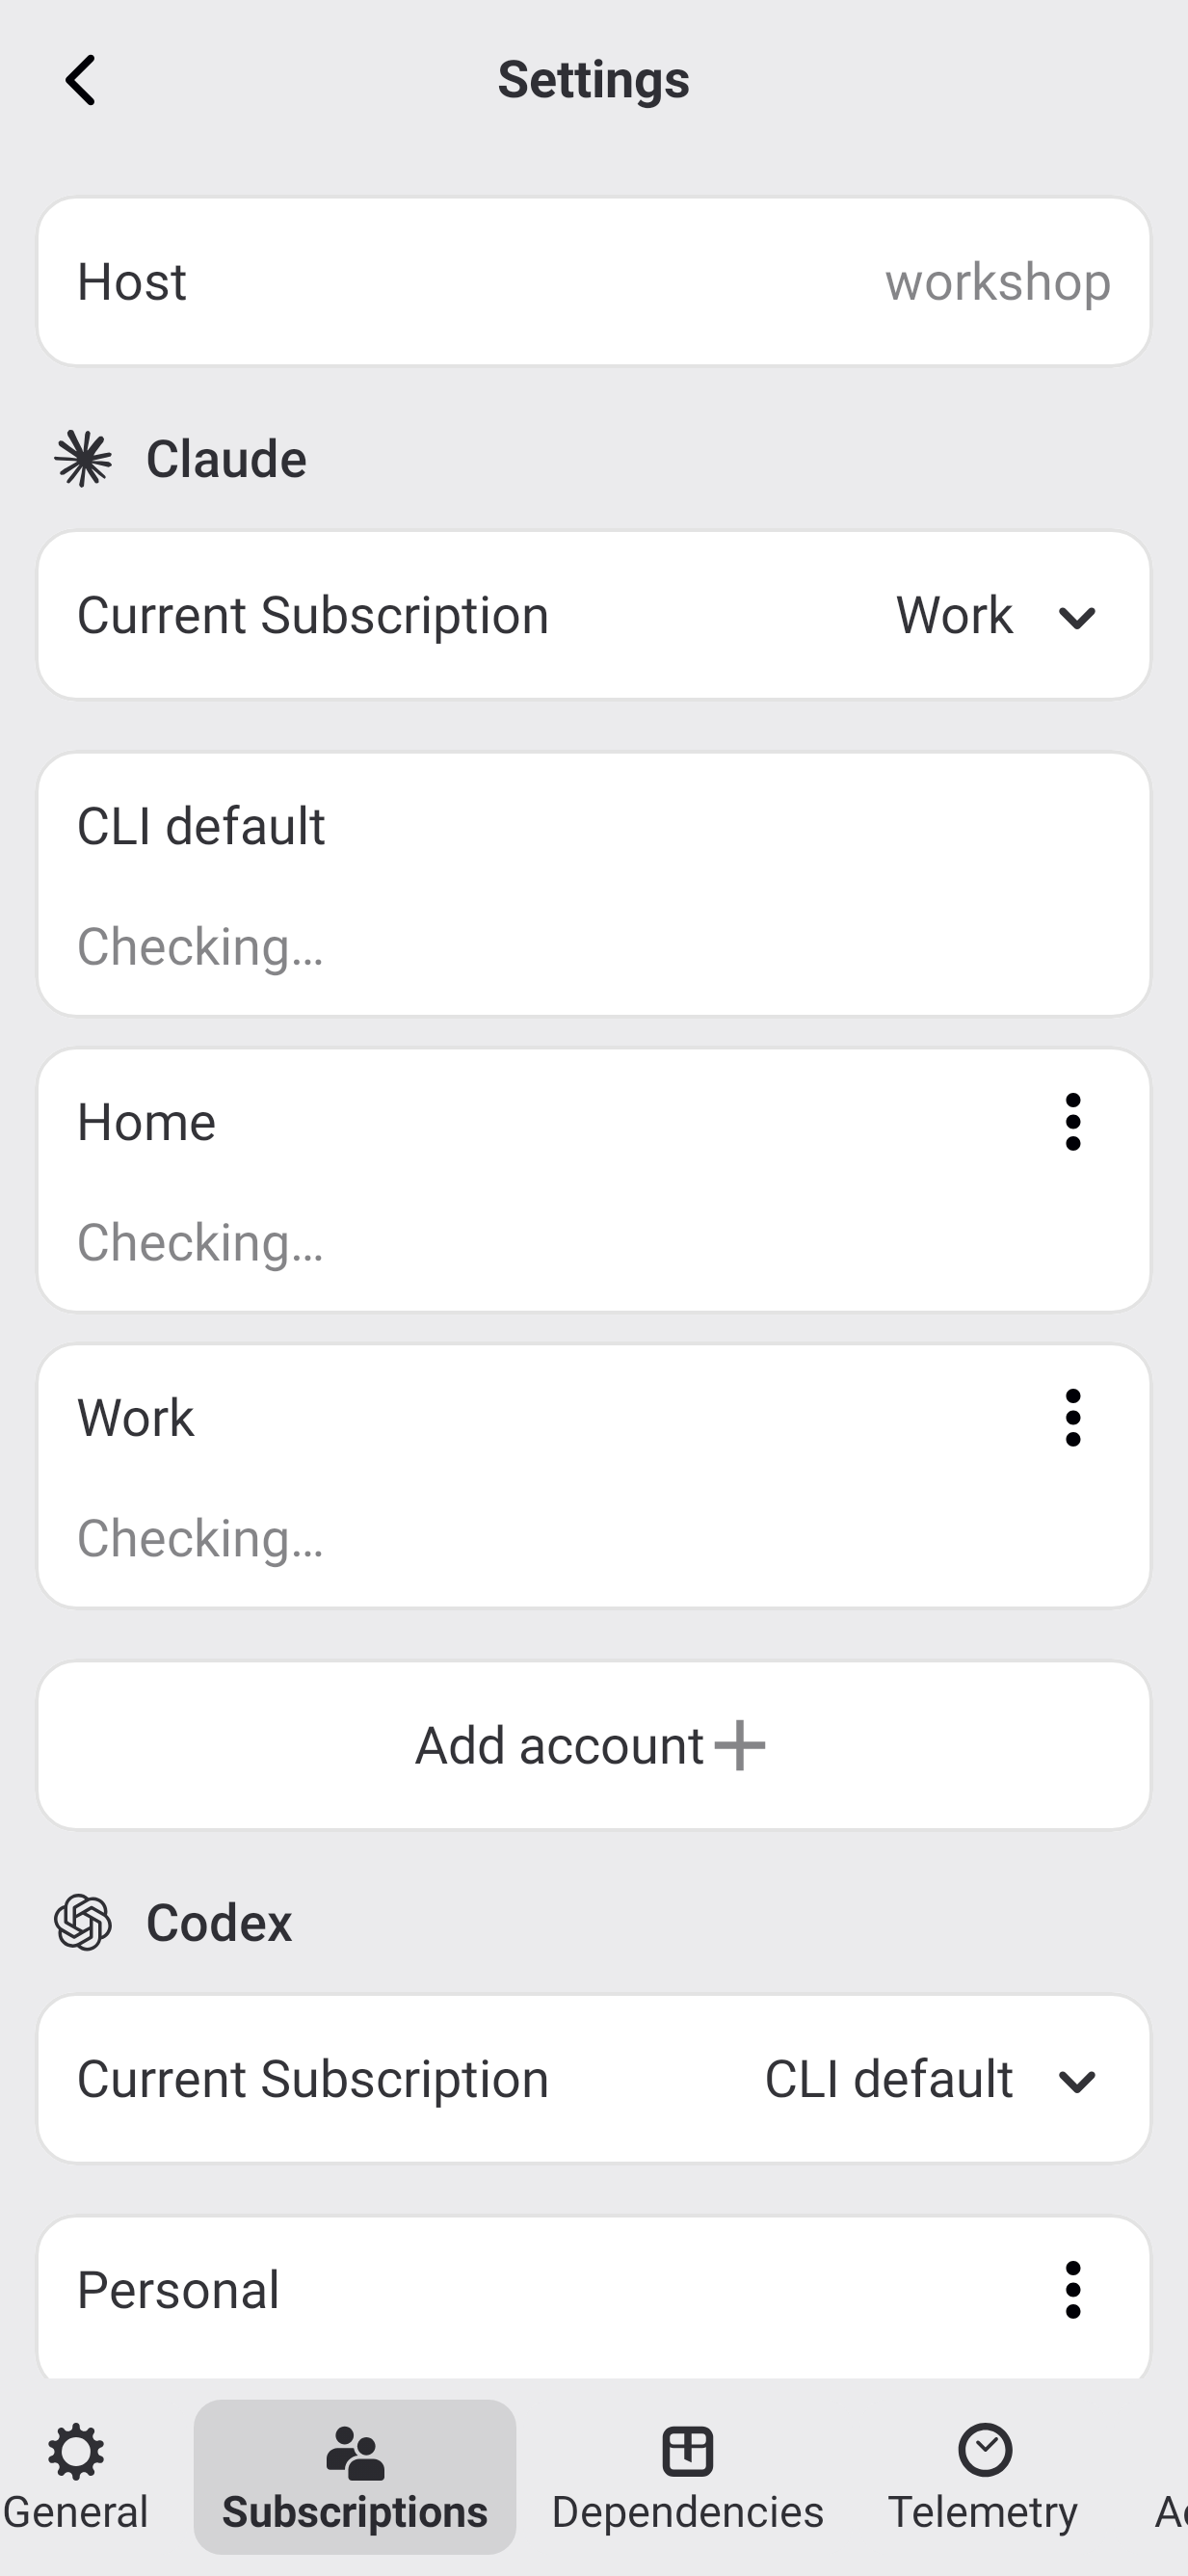 Settings
Host
workshop
Claude
Current Subscription
Work
CLI default
Checking...
Home
Checking...
Work
Checking...
Add account
Codex
Current Subscription
CLI default
Personal
General
Subscriptions
Dependencies
Telemetry